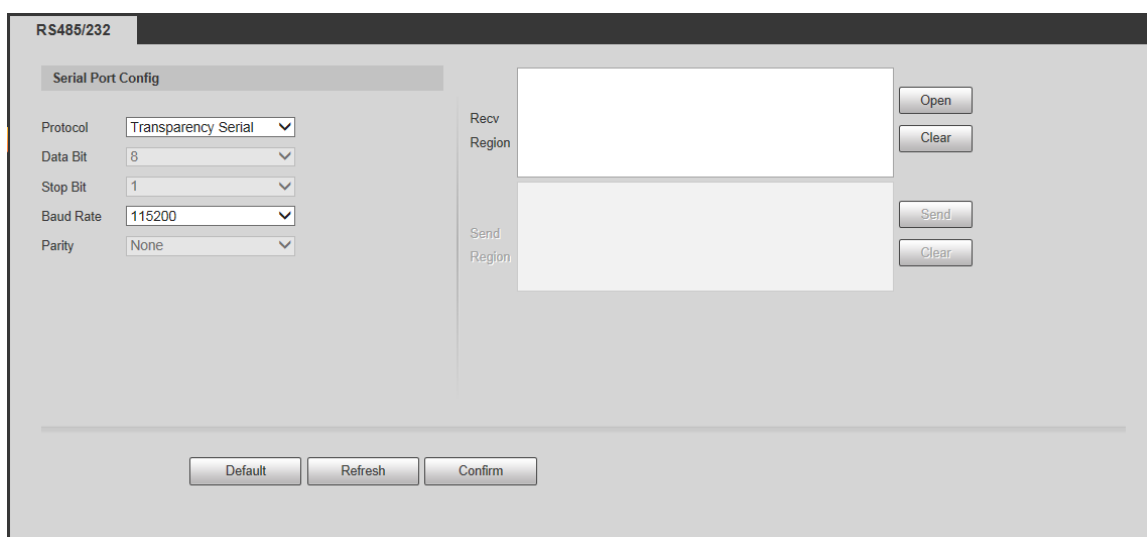 RS485/232
Serial Port Config
Protocol Transparency Serial
Data Bit 8
Stop Bit 1
Baud Rate 115200
Parity None
Recv
Region
Open
Clear
Send
Region
Send
Clear
Default Refresh Confirm